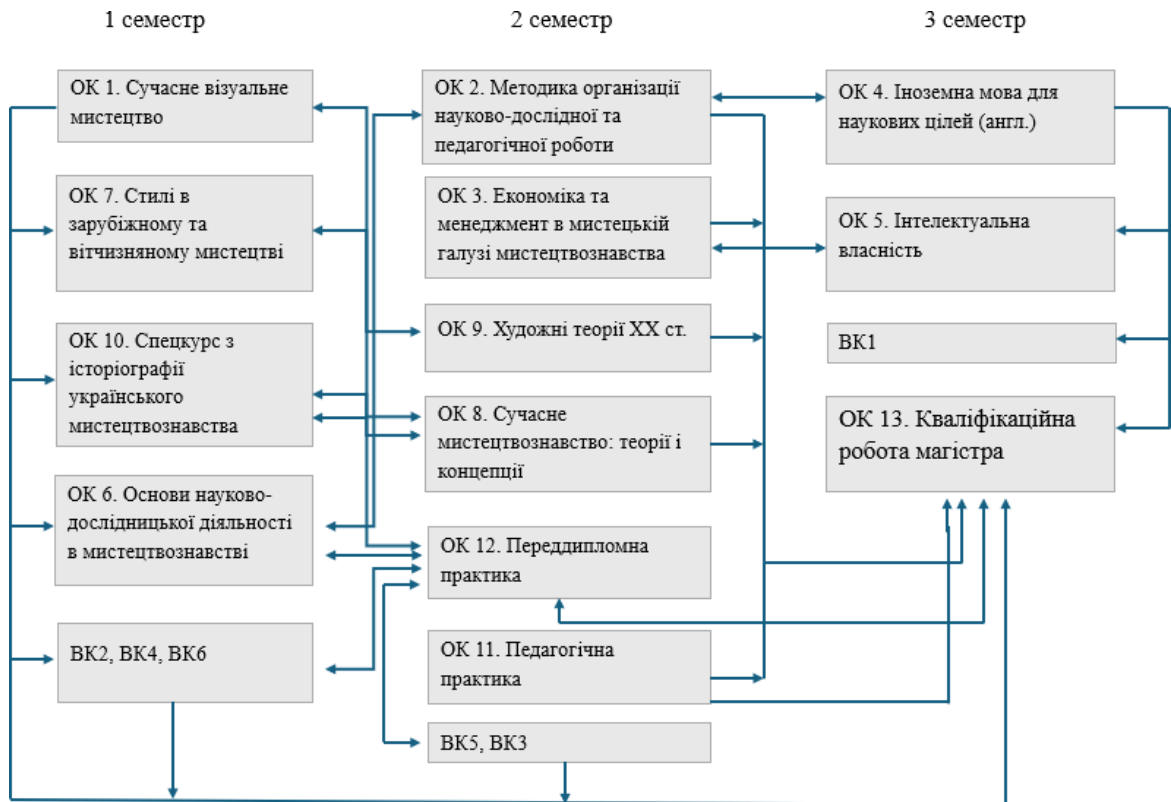 1 семестр
2 семестр
3 семестр
ОК 1. Сучасне візуальне
мистецтво
ОК 7. Стилі в
зарубіжному та
вітчизняному мистецтві
ОК 10. Спецкурс з
історіографії
українського
мистецтвознавства
ОК 6. Основи науково-
дослідницької діяльності
в мистецтвознавстві
ВК2, ВК4, ВК6
ОК 2. Методика організації
науково-дослідної та
педагогічної роботи
ОК 3. Економіка та
менеджмент в мистецькій
галузі мистецтвознавства
ОК 9. Художні теорії ХХ ст.
ОК 8. Сучасне
мистецтвознавство: теорії і
концепції
ОК 12. Переддипломна
практика
ОК 11. Педагогічна
практика
ВК5, ВК3
ОК 4. Іноземна мова для
наукових цілей (англ.)
ОК 5. Інтелектуальна
власність
ВК1
ОК 13. Кваліфікаційна
робота магістра